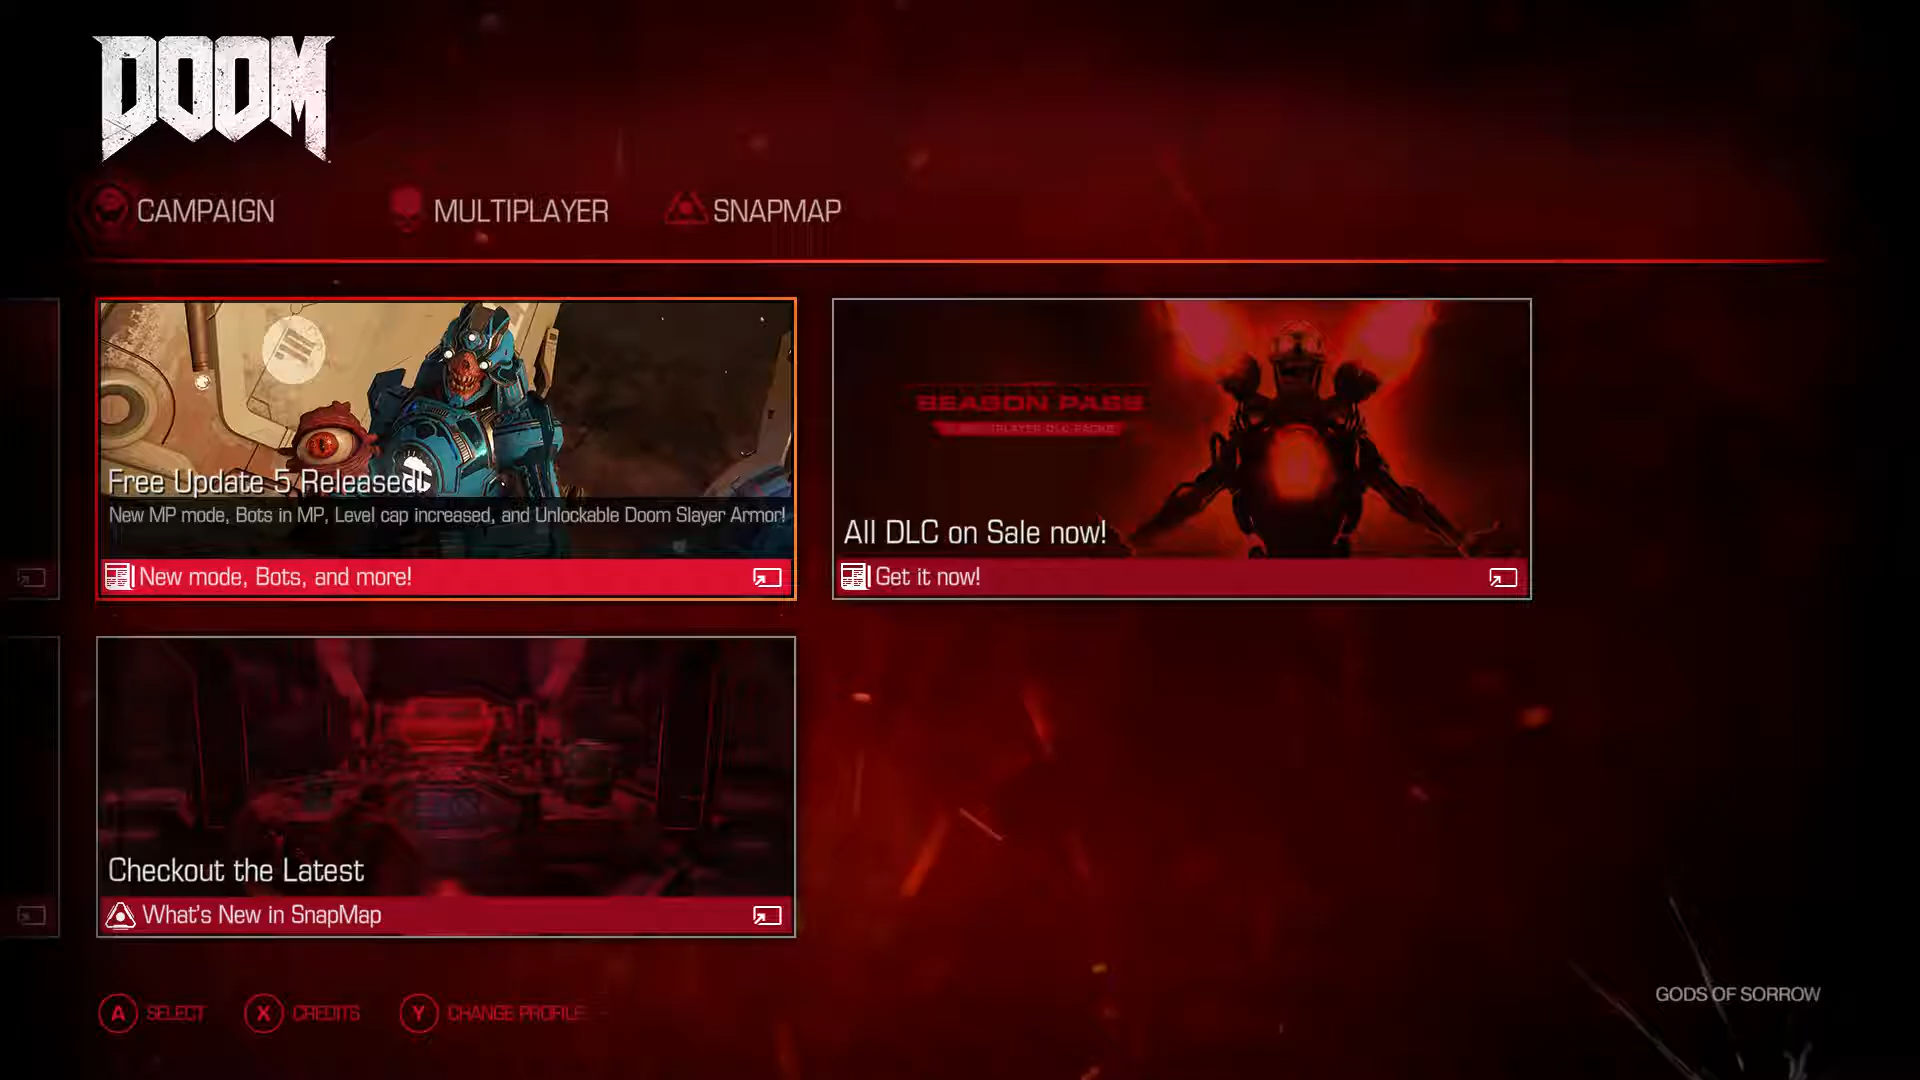 DOOM
CAMPAIGN
MULTIPLAYER
SNAPMAP
Free Update 5 Released!
New MP mode, Bots in MP, Level cap increased, and Unlockable Doom Slayer Armor!
New mode, Bots, and more!
SEASON PASS
DLC PACKS
All DLC on Sale now!
Get it now!
Checkout the Latest
What's New in SnapMap
A SELECT
X CREDITS
Y CHANGE PROFILE
GODS OF SORROW